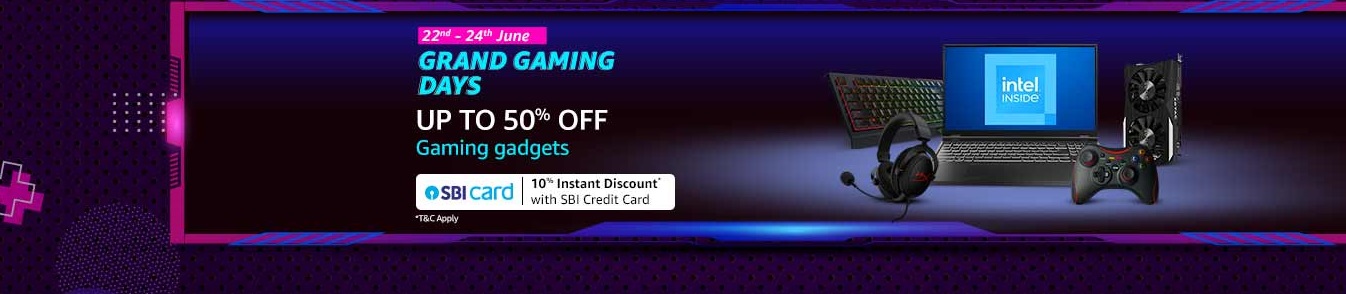 22nd - 24th June
GRAND GAMING
DAYS
UP TO 50% OFF
Gaming gadgets
SBI card
10% Instant Discount*
with SBI Credit Card
*T&C Apply
intel
INSIDE